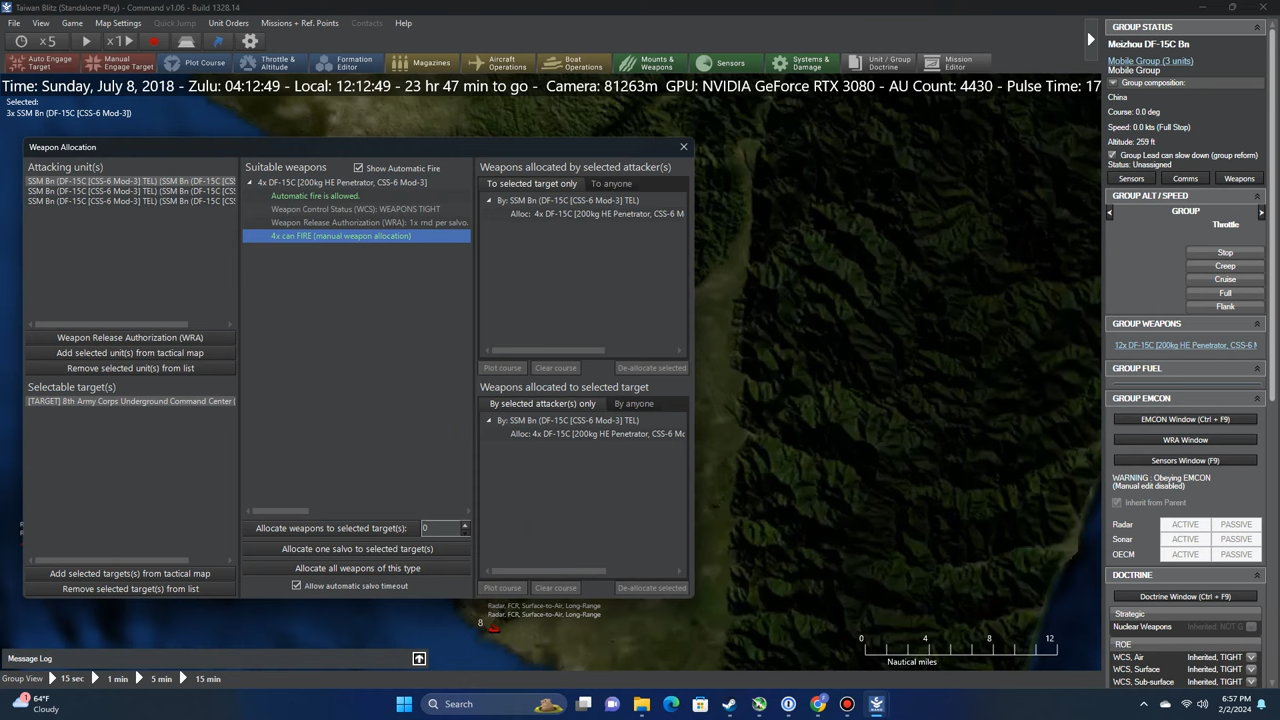 Taiwan Blitz (Standalone Play) - Command v1.06 - Build 1328.14
File View Game Map Settings Quick Jump Unit Orders Missions + Ref. Points Contacts Help
x5 x1
Auto Engage Target
Manual Engage Target
Plot Course
Throttle & Altitude
Formation Editor
Magazines
Aircraft Operations
Boat Operations
Mounts & Weapons
Sensors
Systems & Damage
Unit / Group Doctrine
Mission Editor
Time: Sunday, July 8, 2018 - Zulu: 04:12:49 - Local: 12:12:49 - 23 hr 47 min to go - Camera: 81263m GPU: NVIDIA GeForce RTX 3080 - AU Count: 4430 - Pulse Time: 17
Selected:
3x SSM Bn (DF-15C [CSS-6 Mod-3])
Weapon Allocation
Attacking unit(s)
SSM Bn (DF-15C [CSS-6 Mod-3] TEL) (SSM Bn (DF-15C [CSS
SSM Bn (DF-15C [CSS-6 Mod-3] TEL) (SSM Bn (DF-15C [CSS
SSM Bn (DF-15C [CSS-6 Mod-3] TEL) (SSM Bn (DF-15C [CSS
Weapon Release Authorization (WRA)
Add selected unit(s) from tactical map
Remove selected unit(s) from list
Selectable target(s)
[TARGET] 8th Army Corps Underground Command Center (
Add selected targets(s) from tactical map
Remove selected target(s) from list
Suitable weapons Show Automatic Fire
4x DF-15C [200kg HE Penetrator, CSS-6 Mod-3]
Automatic fire is allowed.
Weapon Control Status (WCS): WEAPONS TIGHT
Weapon Release Authorization (WRA): 1x rnd per salvo.
4x can FIRE (manual weapon allocation)
Allocate weapons to selected target(s): 0
Allocate one salvo to selected target(s)
Allocate all weapons of this type
Allow automatic salvo timeout
Weapons allocated by selected attacker(s)
To selected target only To anyone
By: SSM Bn (DF-15C [CSS-6 Mod-3] TEL)
Alloc: 4x DF-15C [200kg HE Penetrator, CSS-6 M
Plot course Clear course De-allocate selected
Weapons allocated to selected target
By selected attacker(s) only By anyone
By: SSM Bn (DF-15C [CSS-6 Mod-3] TEL)
Alloc: 4x DF-15C [200kg HE Penetrator, CSS-6 Mc
Plot course Clear course De-allocate selected
Radar, FCR, Surface-to-Air, Long-Range
Radar, FCR, Surface-to-Air, Long-Range
8
0 4 8 12
Nautical miles
Message Log
Group View 15 sec 1 min 5 min 15 min
GROUP STATUS
Meizhou DF-15C Bn
Mobile Group (3 units)
Mobile Group
Group composition:
China
Course: 0.0 deg
Speed: 0.0 kts (Full Stop)
Altitude: 259 ft
Group Lead can slow down (group reform)
Status: Unassigned
Sensors Comms Weapons
GROUP ALT / SPEED
GROUP
Throttle
Stop
Creep
Cruise
Full
Flank
GROUP WEAPONS
12x DF-15C [200kg HE Penetrator, CSS-6 M
GROUP FUEL
GROUP EMCON
EMCON Window (Ctrl + F9)
WRA Window
Sensors Window (F9)
WARNING : Obeying EMCON
(Manual edit disabled)
Inherit from Parent
Radar ACTIVE PASSIVE
Sonar ACTIVE PASSIVE
OECM ACTIVE PASSIVE
DOCTRINE
Doctrine Window (Ctrl + F9)
Strategic
Nuclear Weapons Inherited, NOT G
ROE
WCS, Air Inherited, TIGHT
WCS, Surface Inherited, TIGHT
WCS, Sub-surface Inherited, TIGHT
1
64°F
Cloudy
Search
6:57 PM
2/2/2024